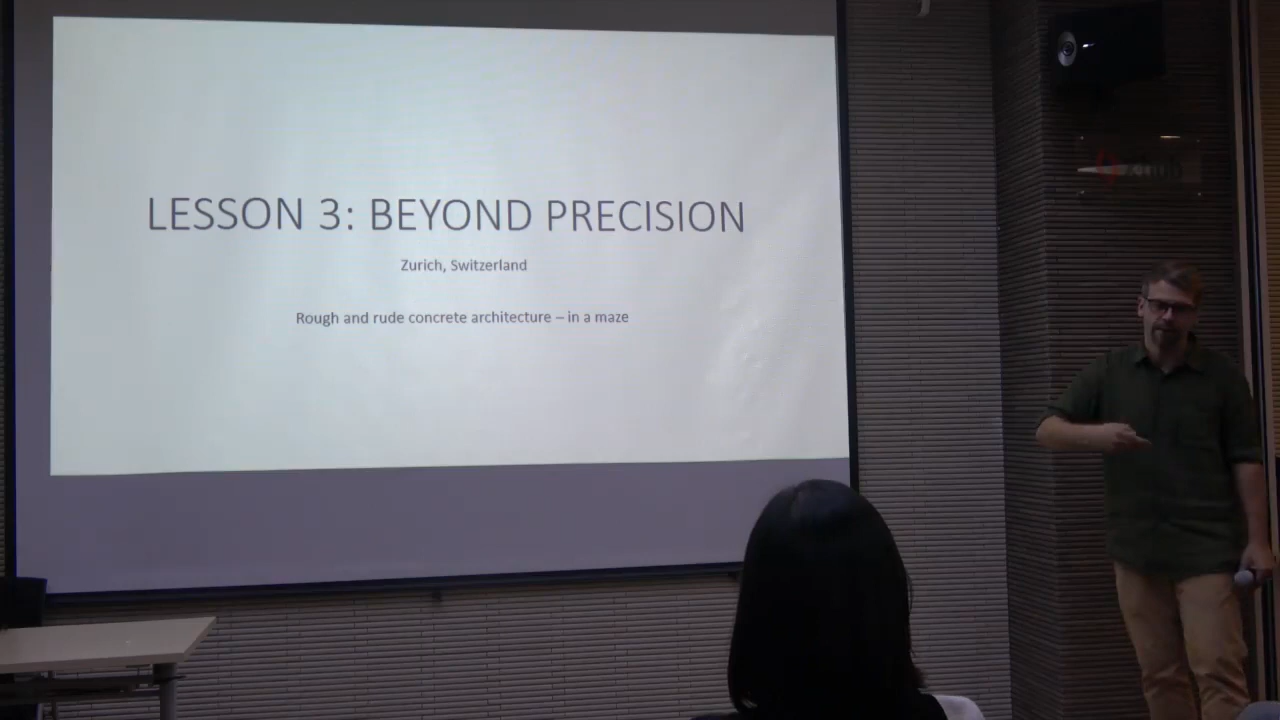 LESSON 3: BEYOND PRECISION
Zurich, Switzerland
Rough and rude concrete architecture – in a maze